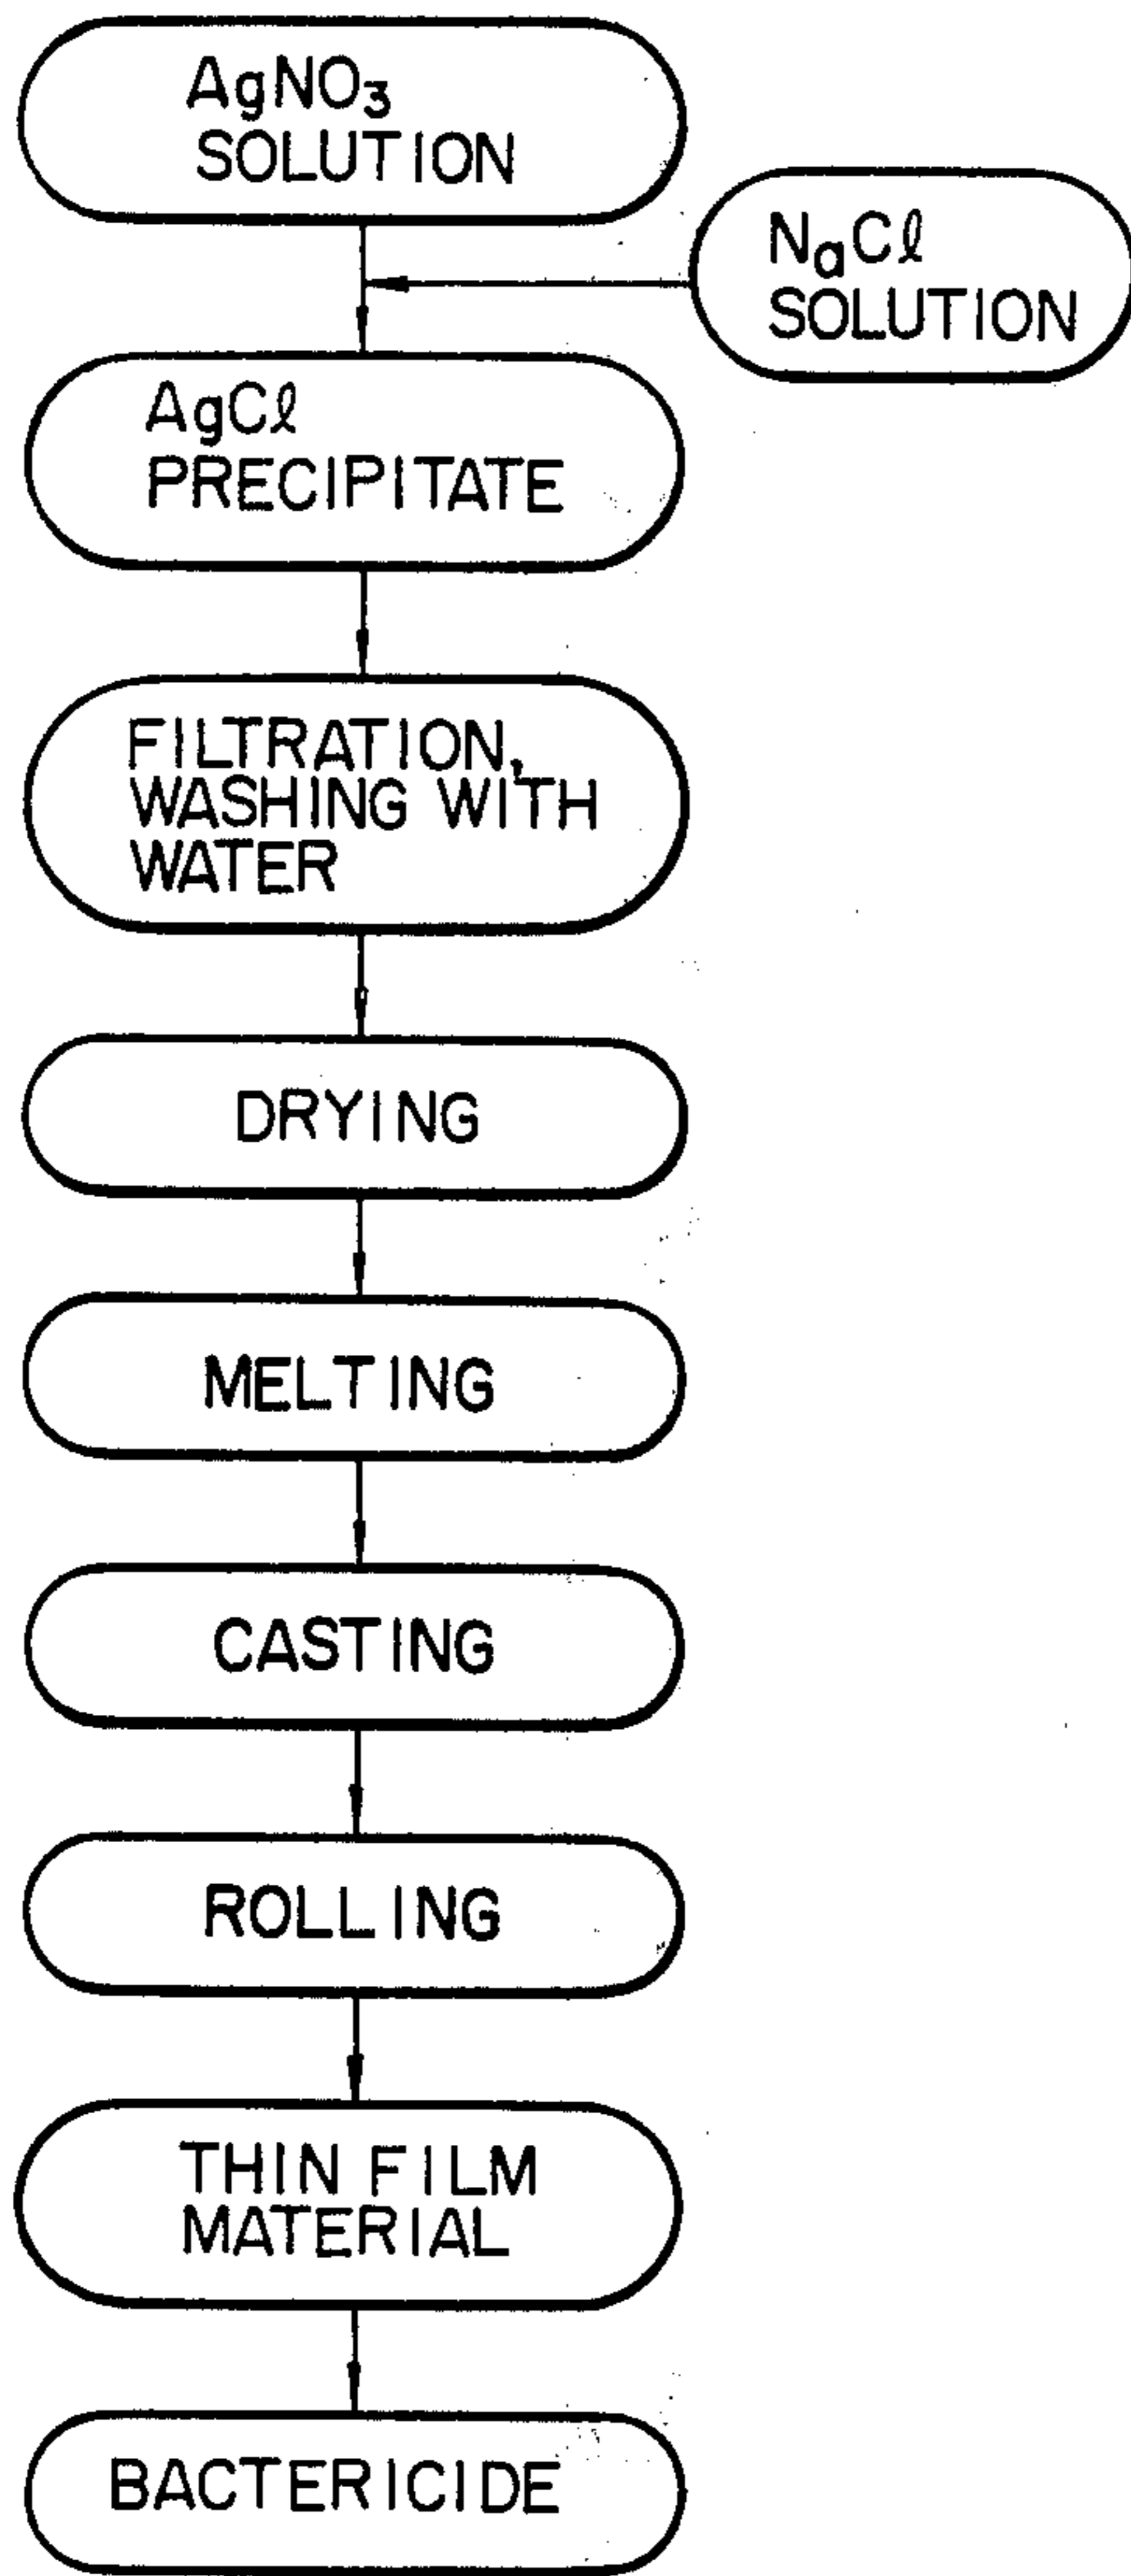 AgNO₃
SOLUTION
NaCℓ
SOLUTION
AgCℓ
PRECIPITATE
FILTRATION,
WASHING WITH
WATER
DRYING
MELTING
CASTING
ROLLING
THIN FILM
MATERIAL
BACTERICIDE